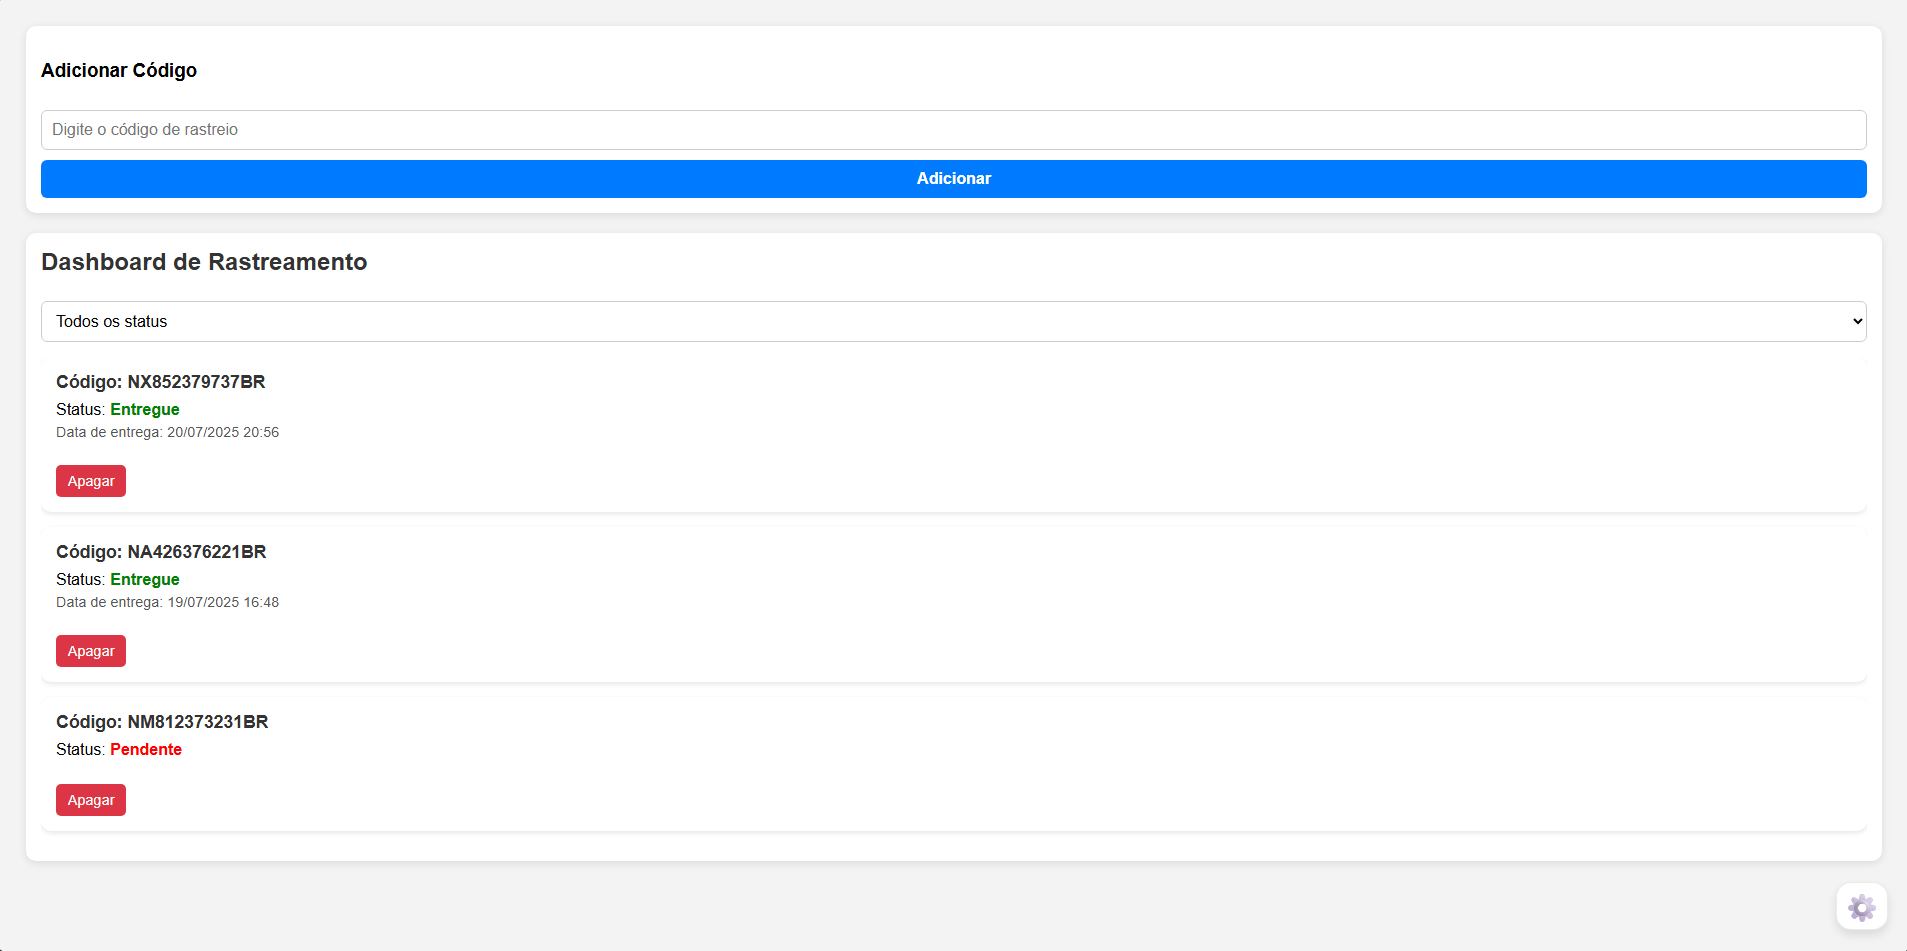 Adicionar Código
Digite o código de rastreio
Adicionar
Dashboard de Rastreamento
Todos os status
Código: NX852379737BR
Status: Entregue
Data de entrega: 20/07/2025 20:56
Apagar
Código: NA426376221BR
Status: Entregue
Data de entrega: 19/07/2025 16:48
Apagar
Código: NM812373231BR
Status: Pendente
Apagar